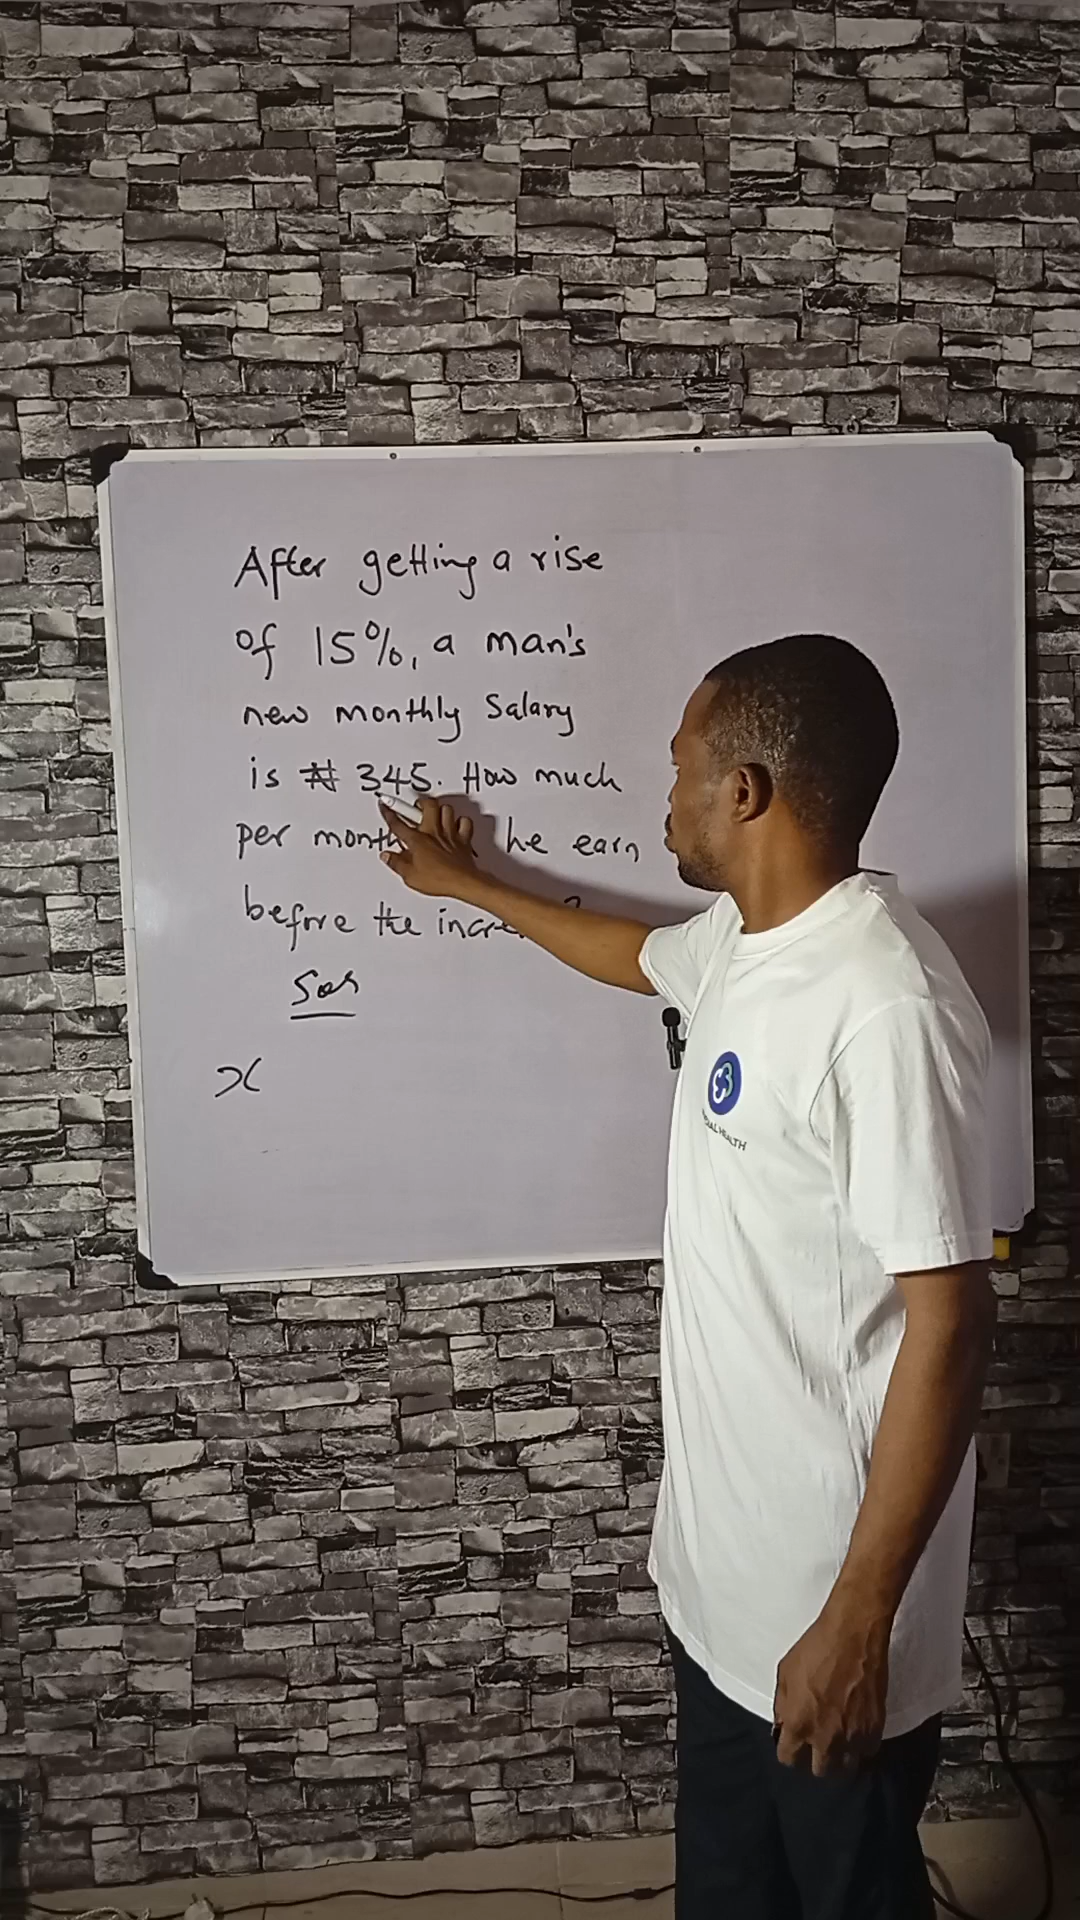 After getting a rise
of 15%, a man's
new monthly salary
is ₦ 345. How much
per month he earn
before the
Sol
x